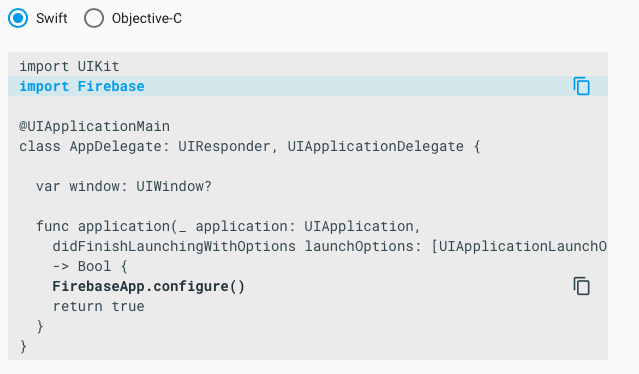 Swift Objective-C
import UIKit
import Firebase
@UIApplicationMain
class AppDelegate: UIResponder, UIApplicationDelegate {
var window: UIWindow?
func application(_ application: UIApplication,
didFinishLaunchingWithOptions launchOptions: [UIApplicationLaunchO
-> Bool {
FirebaseApp.configure()
return true
}
}